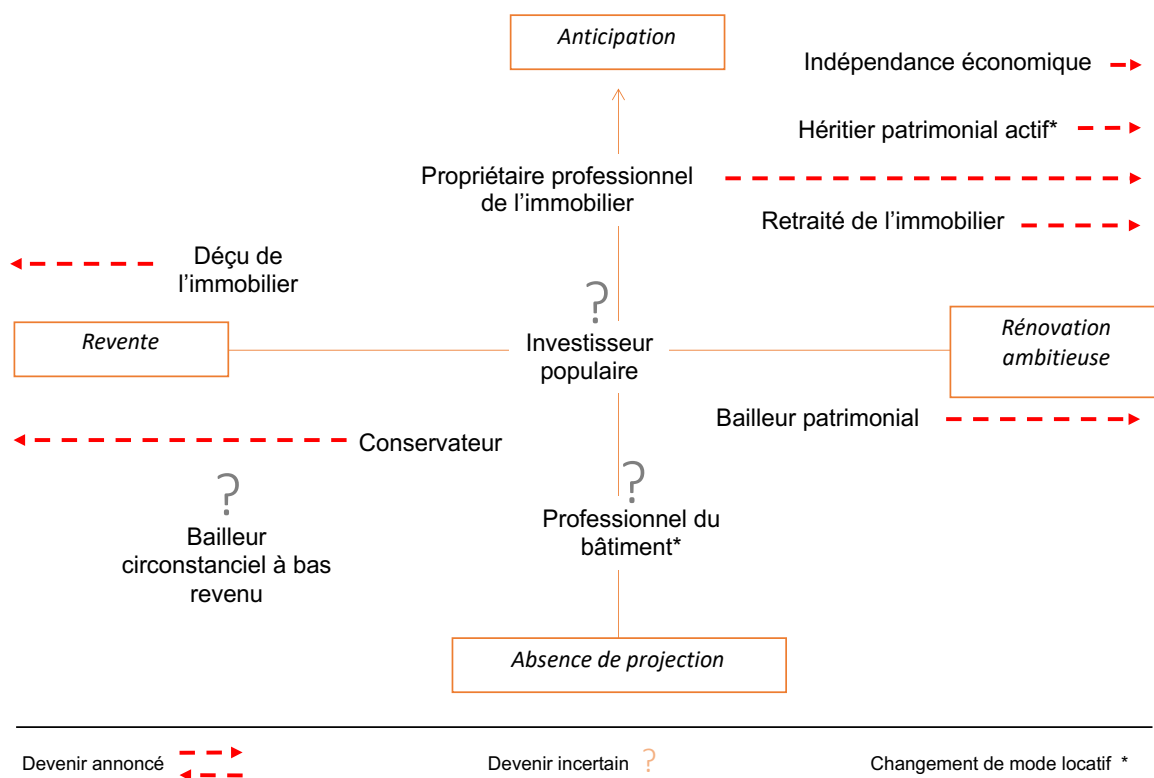 Anticipation
Indépendance économique
Héritier patrimonial actif*
Propriétaire professionnel
de l'immobilier
Retraité de l'immobilier
Déçu de
l'immobilier
?
Revente
Investisseur
populaire
Rénovation
ambitieuse
Bailleur patrimonial
Conservateur
?
?
Professionnel du
bâtiment*
Bailleur
circonstanciel à bas
revenu
Absence de projection
Devenir annoncé
Devenir incertain ?
Changement de mode locatif *